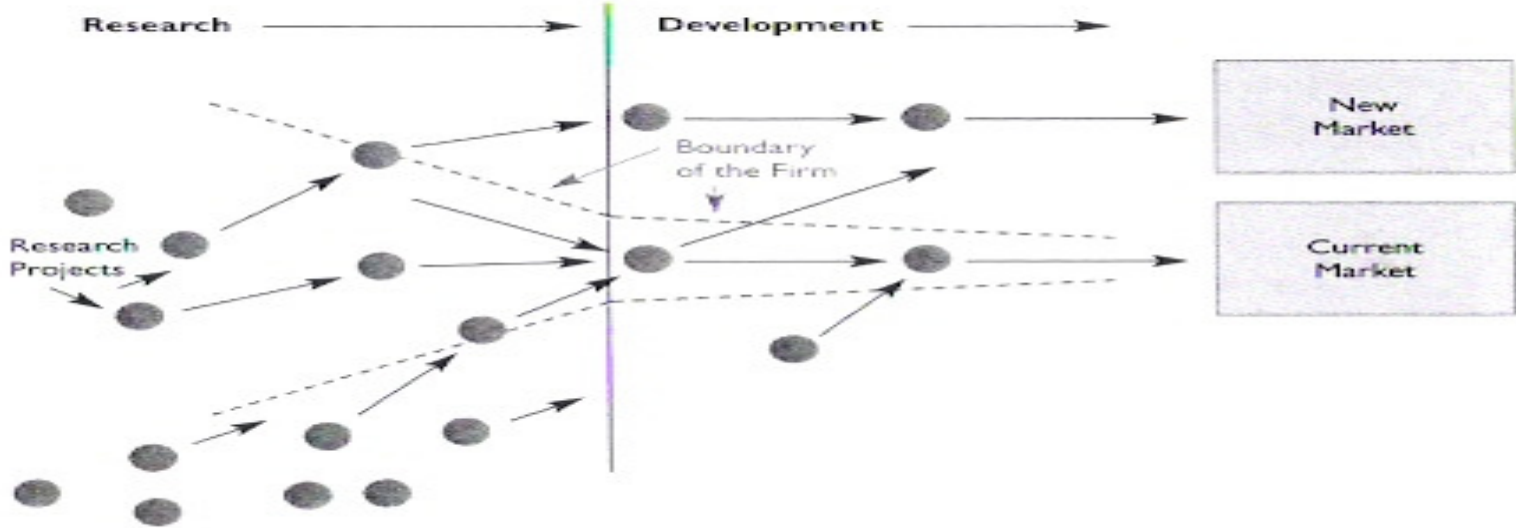 Research
Development
New
Market
Boundary
of the Firm
Research
Projects
Current
Market